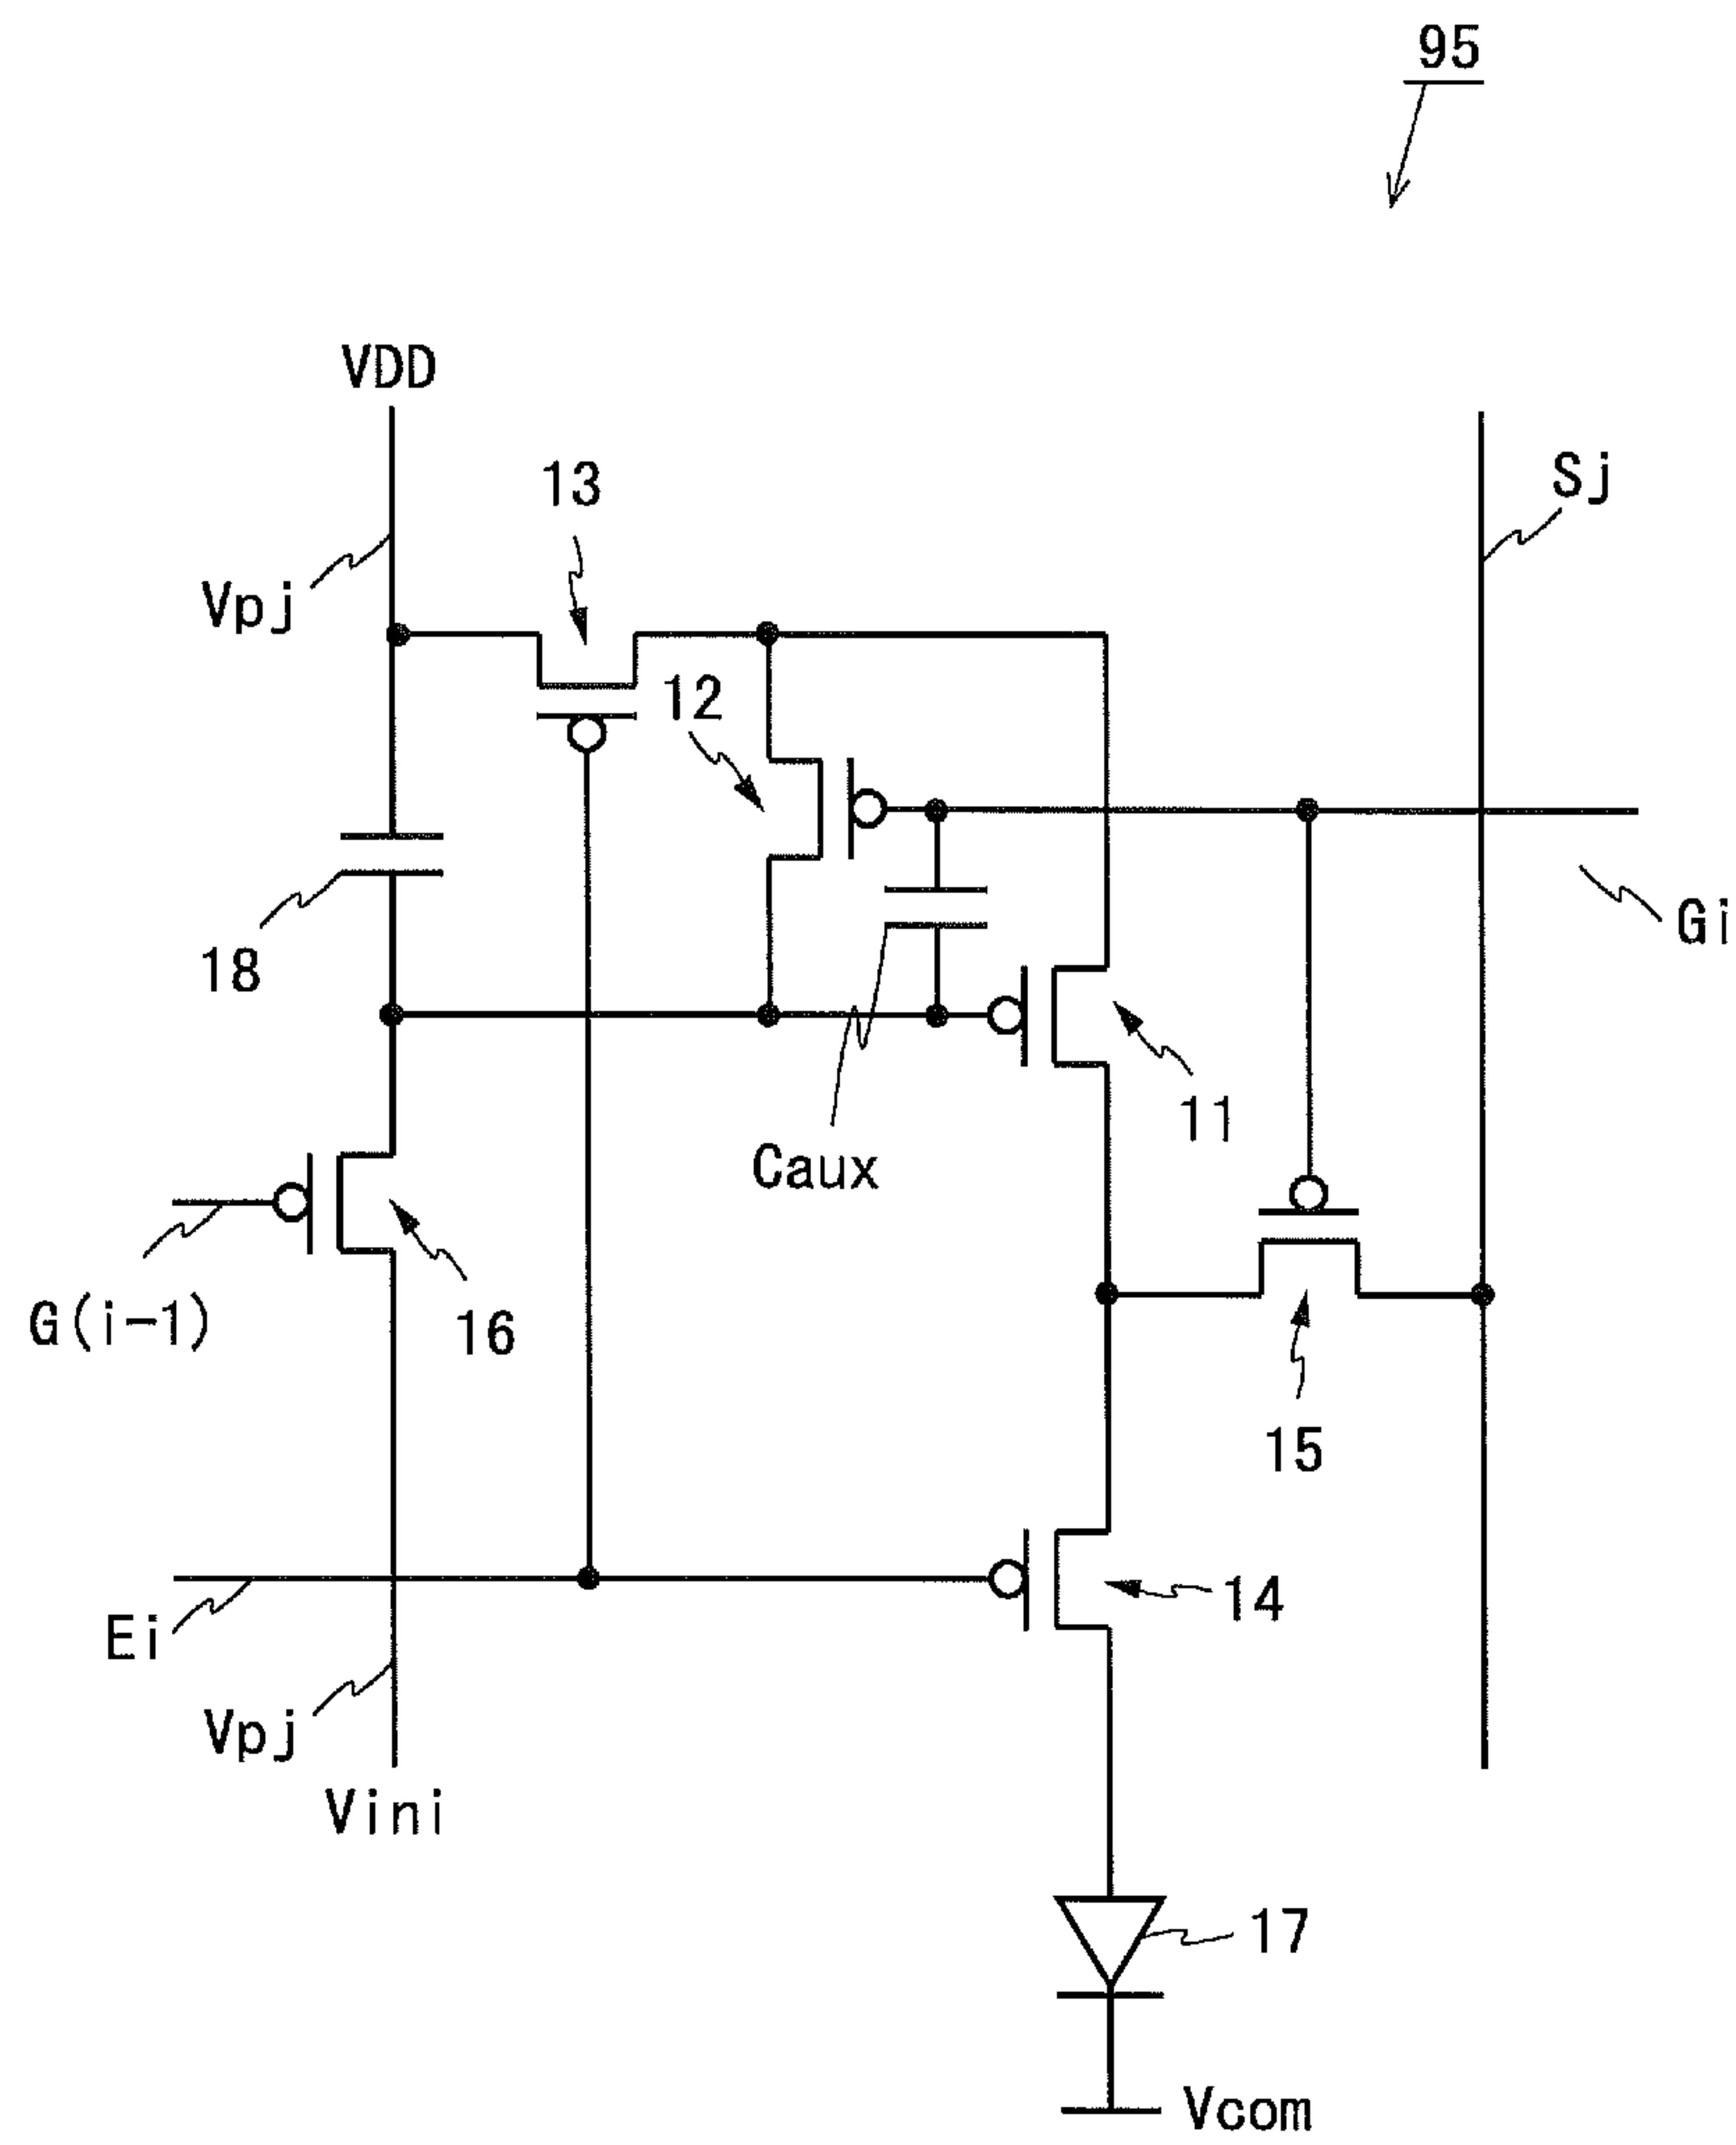 95
VDD
13
Sj
Vpj
12
Gi
18
11
Caux
G(i-1)
16
15
14
Ei
Vpj
Vini
17
Vcom